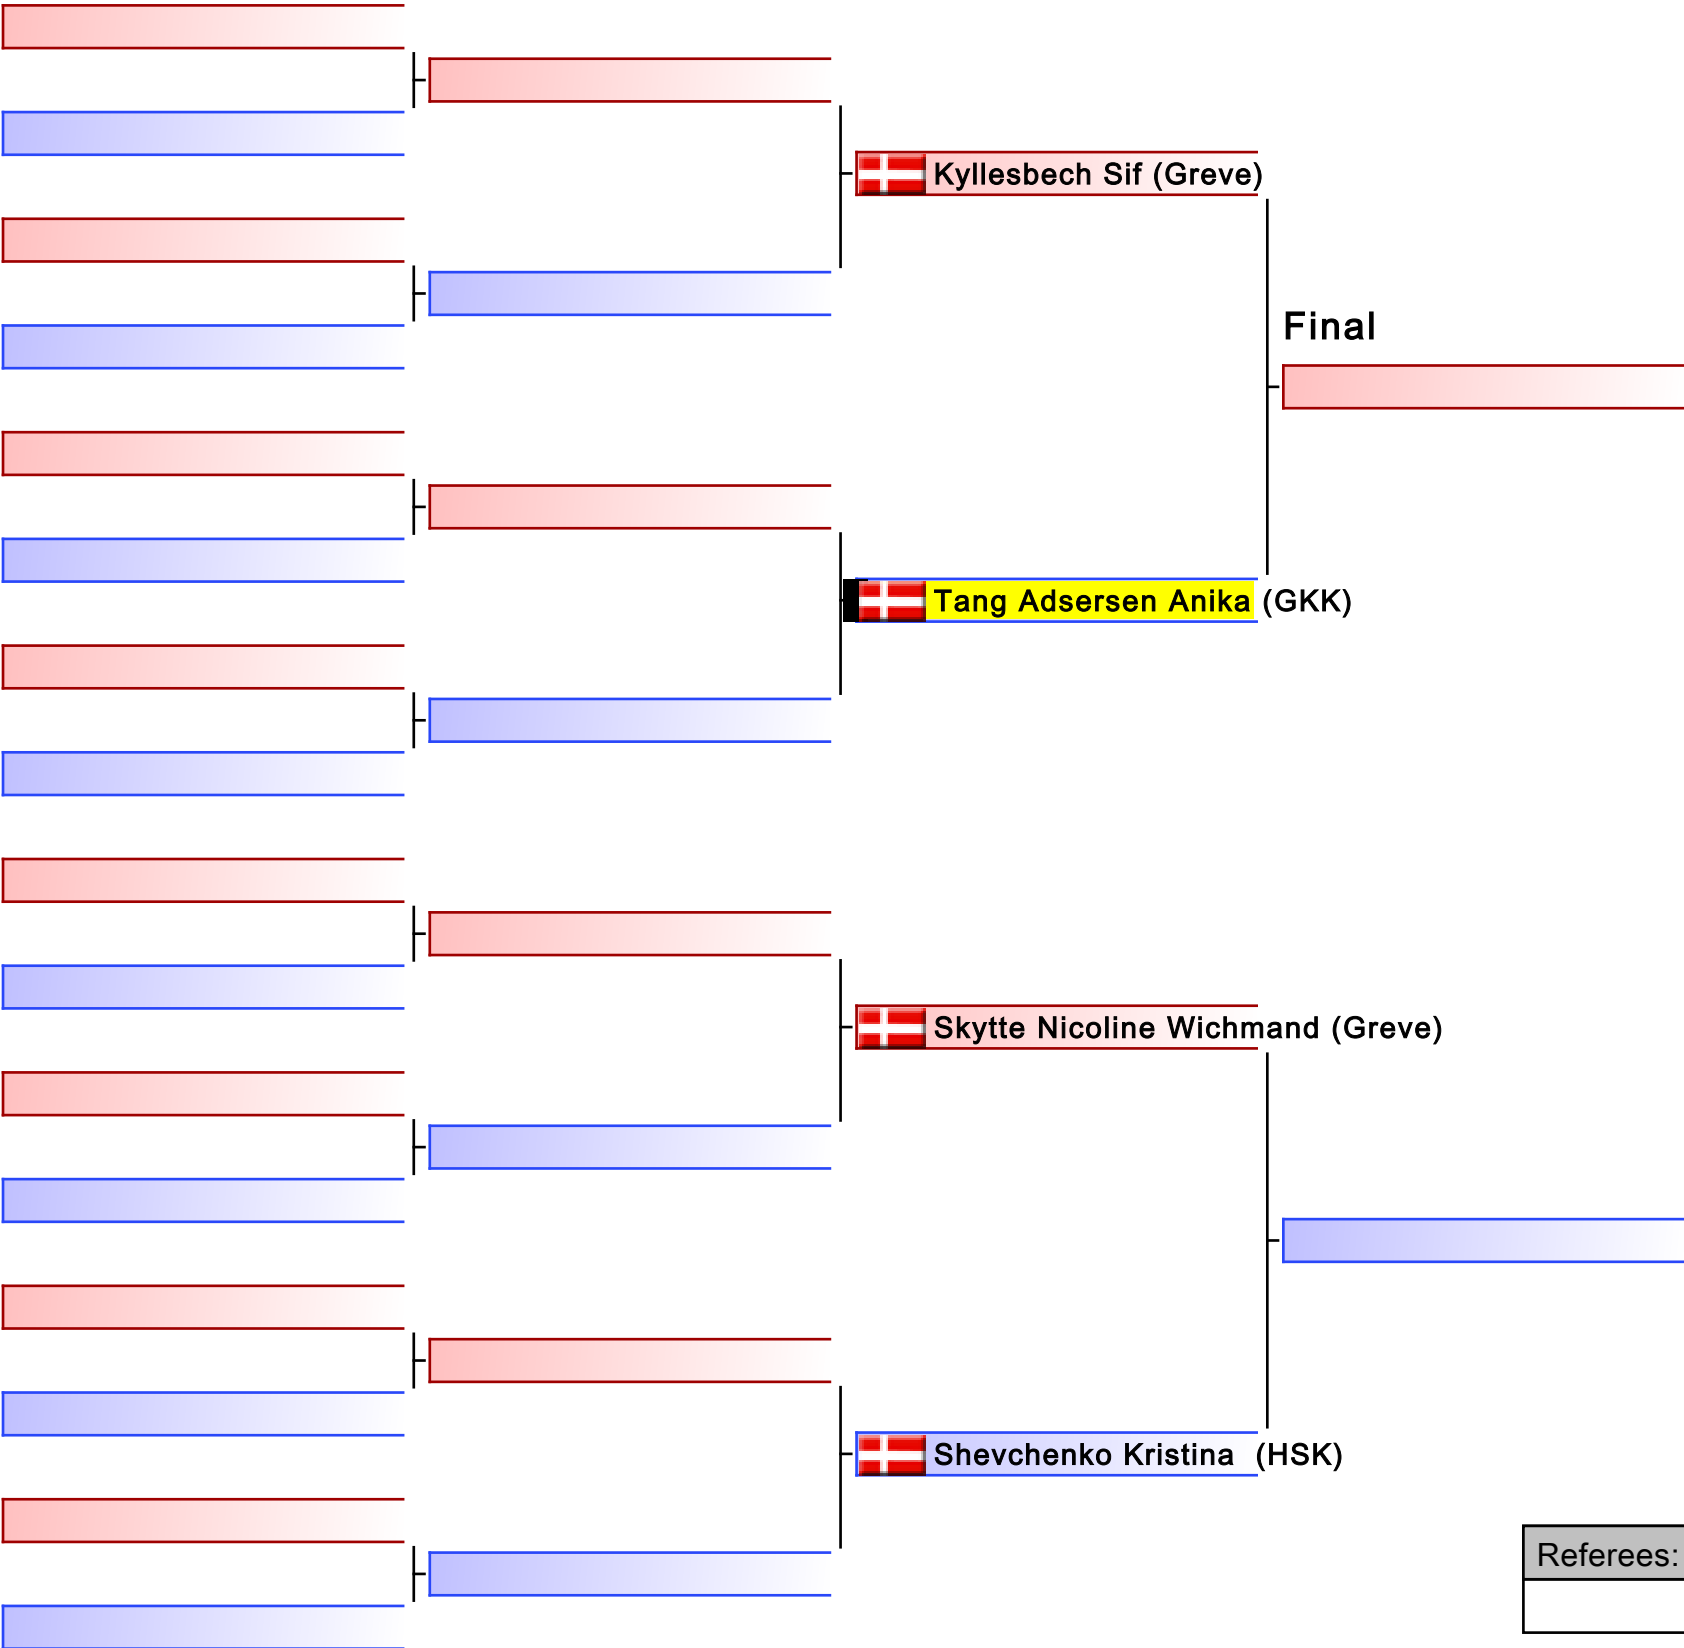 Kyllesbech Sif (Greve)
Final
Tang Adsersen Anika (GKK)
Skytte Nicoline Wichmand (Greve)
Shevchenko Kristina (HSK)
Referees: